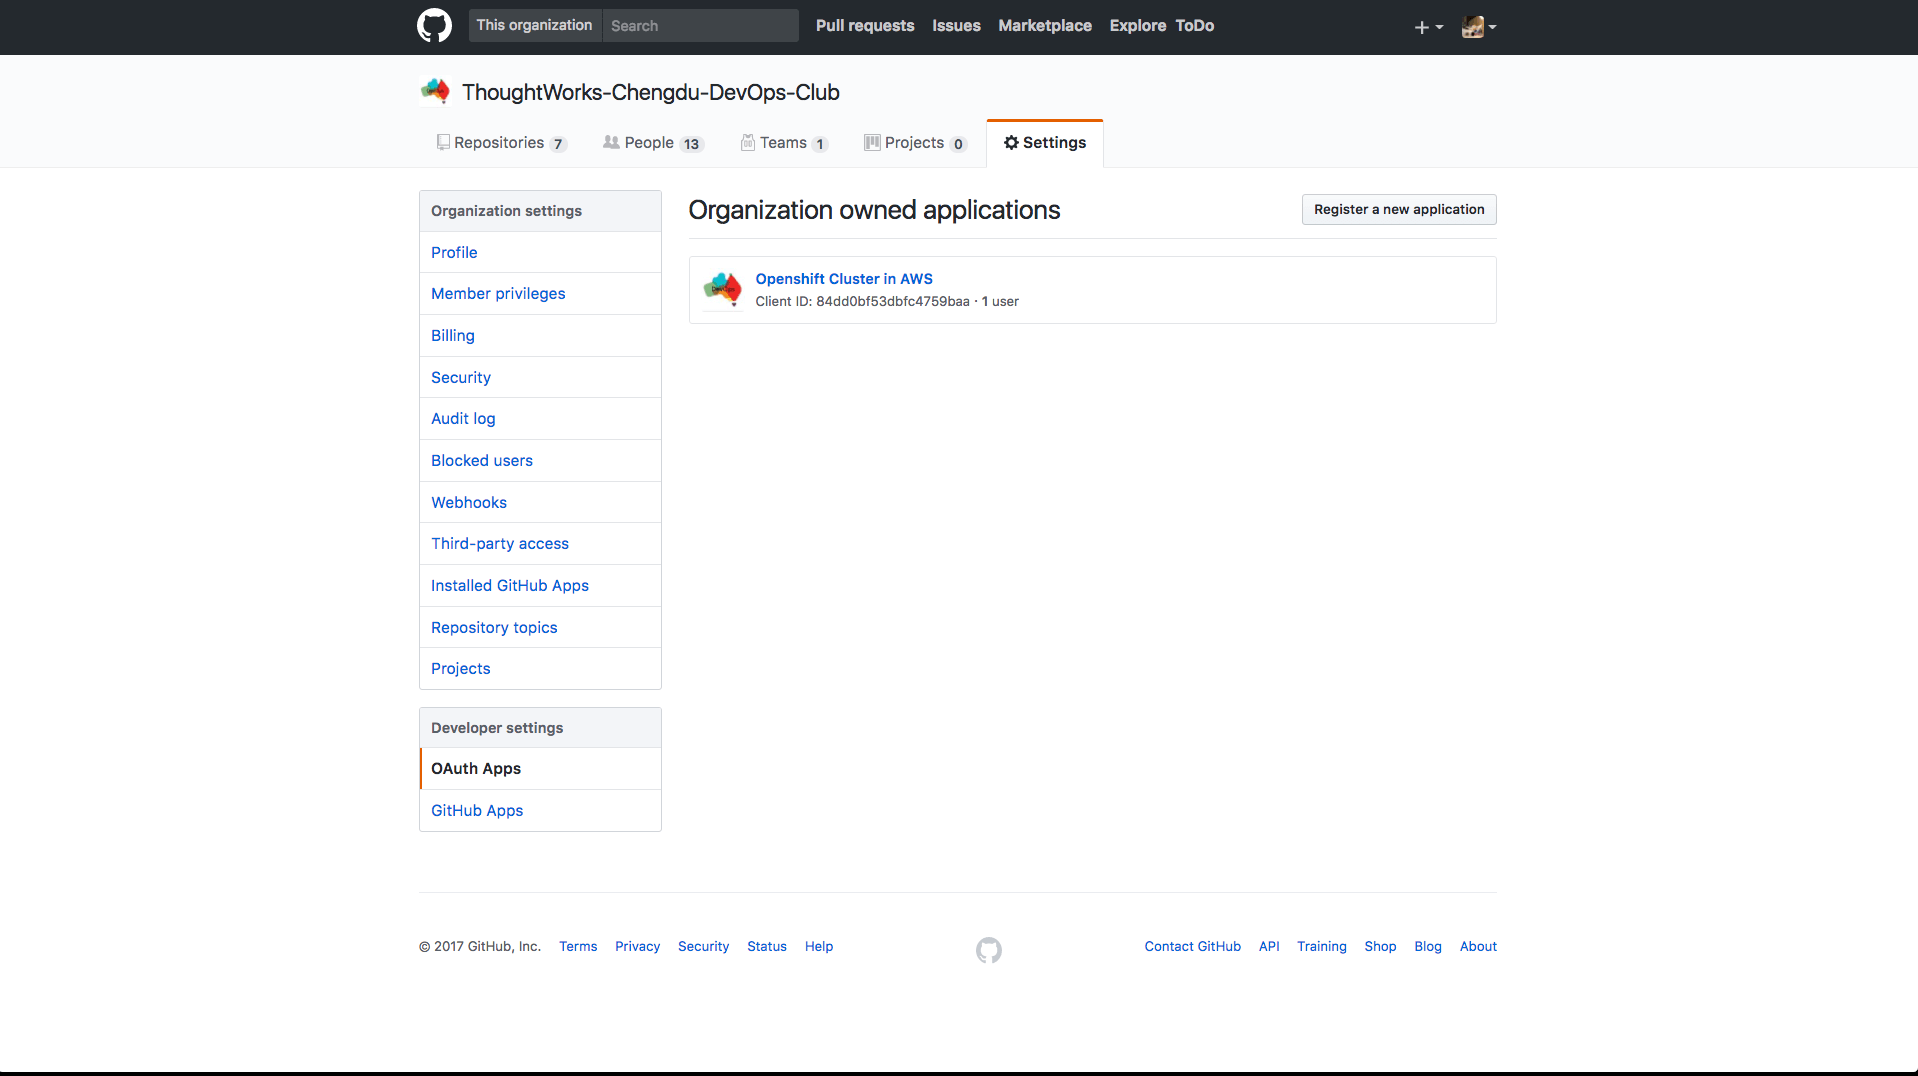 This organization Search Pull requests Issues Marketplace Explore ToDo
ThoughtWorks-Chengdu-DevOps-Club
Repositories 7 People 13 Teams 1 Projects 0 Settings
Organization settings
Profile
Member privileges
Billing
Security
Audit log
Blocked users
Webhooks
Third-party access
Installed GitHub Apps
Repository topics
Projects
Developer settings
OAuth Apps
GitHub Apps
Organization owned applications
Register a new application
DevOps
Openshift Cluster in AWS
Client ID: 84dd0bf53dbfc4759baa · 1 user
© 2017 GitHub, Inc. Terms Privacy Security Status Help Contact GitHub API Training Shop Blog About